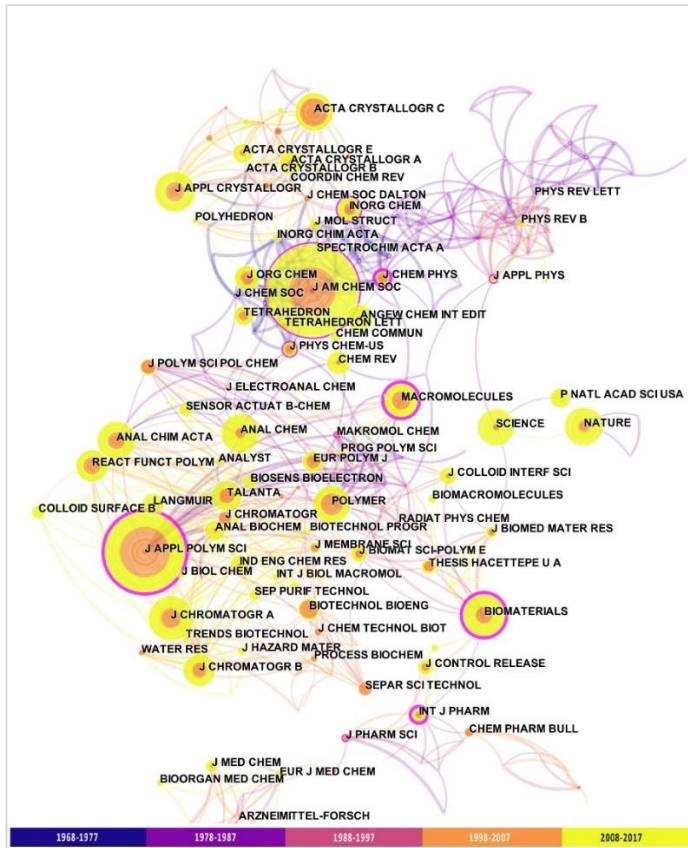 ACTA CRYSTALLOGR C
ACTA CRYSTALLOGR E
ACTA CRYSTALLOGR A
ACTA CRYSTALLOGR B
COORDIN CHEM REV
J APPL CRYSTALLOGR
J CHEM SOC DALTON
PHYS REV LETT
INORG CHEM
POLYHEDRON
J MOL STRUCT
PHYS REV B
INORG CHIM ACTA
SPECTROCHIM ACTA A
J ORG CHEM
J CHEM PHYS
J APPL PHYS
J AM CHEM SOC
J CHEM SOC
TETRAHEDRON
ANGEW CHEM INT EDIT
TETRAHEDRON LETT
CHEM COMMUN
J PHYS CHEM-US
CHEM REV
J POLYM SCI POL CHEM
J ELECTROANAL CHEM
MACROMOLECULES
P NATL ACAD SCI USA
SENSOR ACTUAT B-CHEM
SCIENCE
NATURE
ANAL CHEM
MAKROMOL CHEM
ANAL CHIM ACTA
PROG POLYM SCI
ANALYST
EUR POLYM J
REACT FUNCT POLYM
J COLLOID INTERF SCI
BIOSENS BIOELECTRON
TALANTA
BIOMACROMOLECULES
LANGMUIR
POLYMER
COLLOID SURFACE B
J CHROMATOGR
RADIAT PHYS CHEM
ANAL BIOCHEM
BIOTECHNOL PROGR
J BIOMED MATER RES
J APPL POLYM SCI
J MEMBRANE SCI
J BIOMAT SCI-POLYM E
IND ENG CHEM RES
THESIS HACETTEPE U A
J BIOL CHEM
INT J BIOL MACROMOL
SEP PURIF TECHNOL
BIOTECHNOL BIOENG
BIOMATERIALS
J CHROMATOGR A
TRENDS BIOTECHNOL
J CHEM TECHNOL BIOT
WATER RES
J HAZARD MATER
PROCESS BIOCHEM
J CHROMATOGR B
J CONTROL RELEASE
SEPAR SCI TECHNOL
INT J PHARM
CHEM PHARM BULL
J PHARM SCI
J MED CHEM
EUR J MED CHEM
BIOORGAN MED CHEM
ARZNEIMITTEL-FORSCH
1968-1977 1978-1987 1988-1997 1998-2007 2008-2017